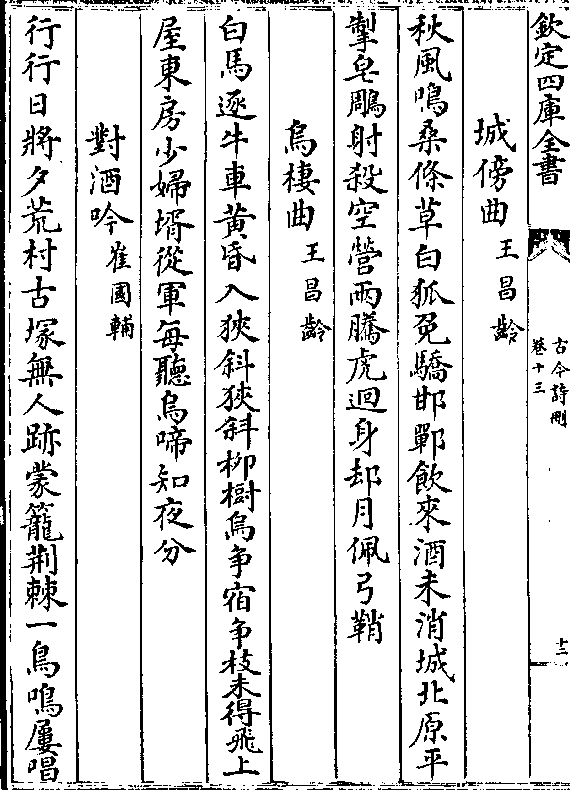 欽定四庫全書
古今詩刪
卷十三
十三
城傍曲 王昌齡
秋風鳴桑條草白狐兎驕邯鄲飲來酒未消城北原平
掣皂鵰射殺空營兩騰虎迴身却月佩弓鞘
烏棲曲 王昌齡
白馬逐牛車黃昏入狹斜狹斜柳樹烏争宿争枝未得飛上
屋東房少婦壻從軍每聽烏啼知夜分
對酒吟 崔國輔
行行日將夕荒村古塚無人跡蒙籠荆棘一鳥鳴屢唱